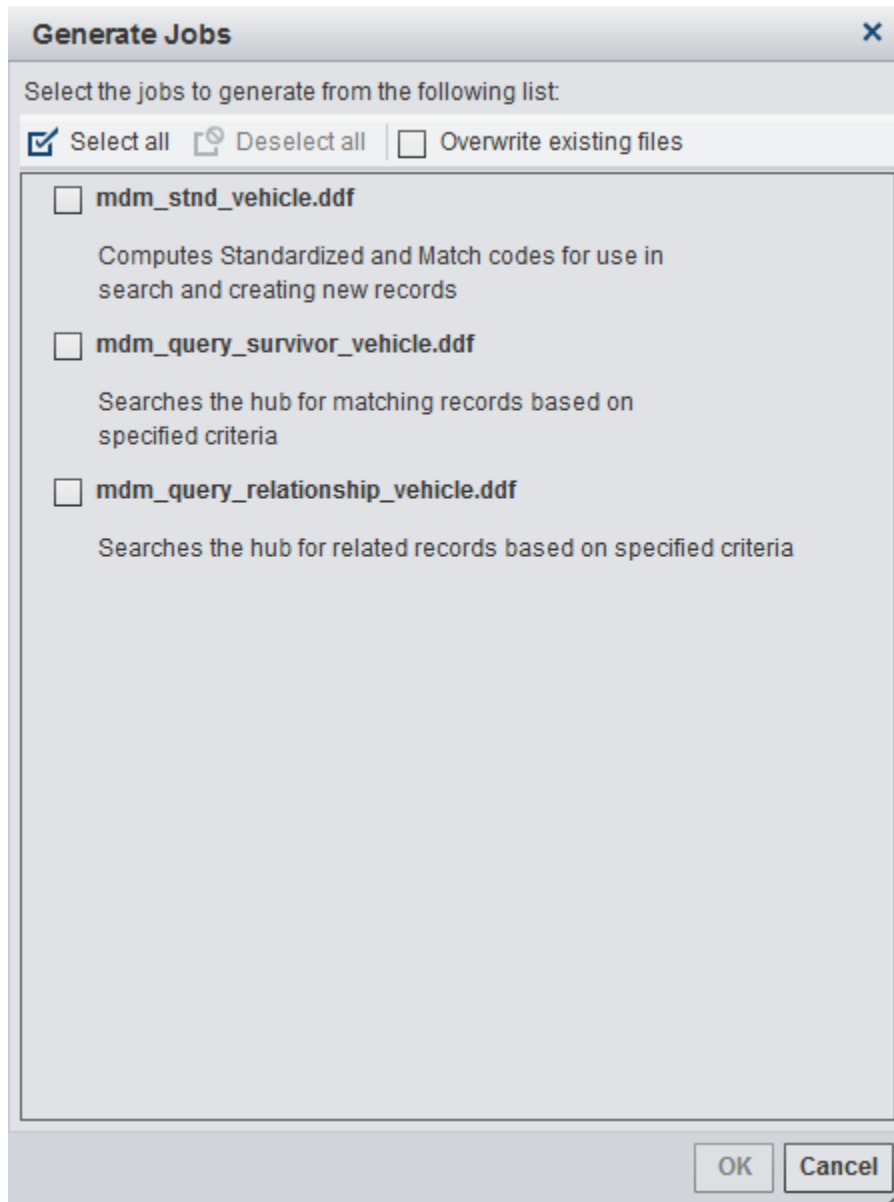 Generate Jobs
Select the jobs to generate from the following list:
Select all Deselect all Overwrite existing files
mdm_stnd_vehicle.ddf
Computes Standardized and Match codes for use in
search and creating new records
mdm_query_survivor_vehicle.ddf
Searches the hub for matching records based on
specified criteria
mdm_query_relationship_vehicle.ddf
Searches the hub for related records based on specified criteria
OK Cancel